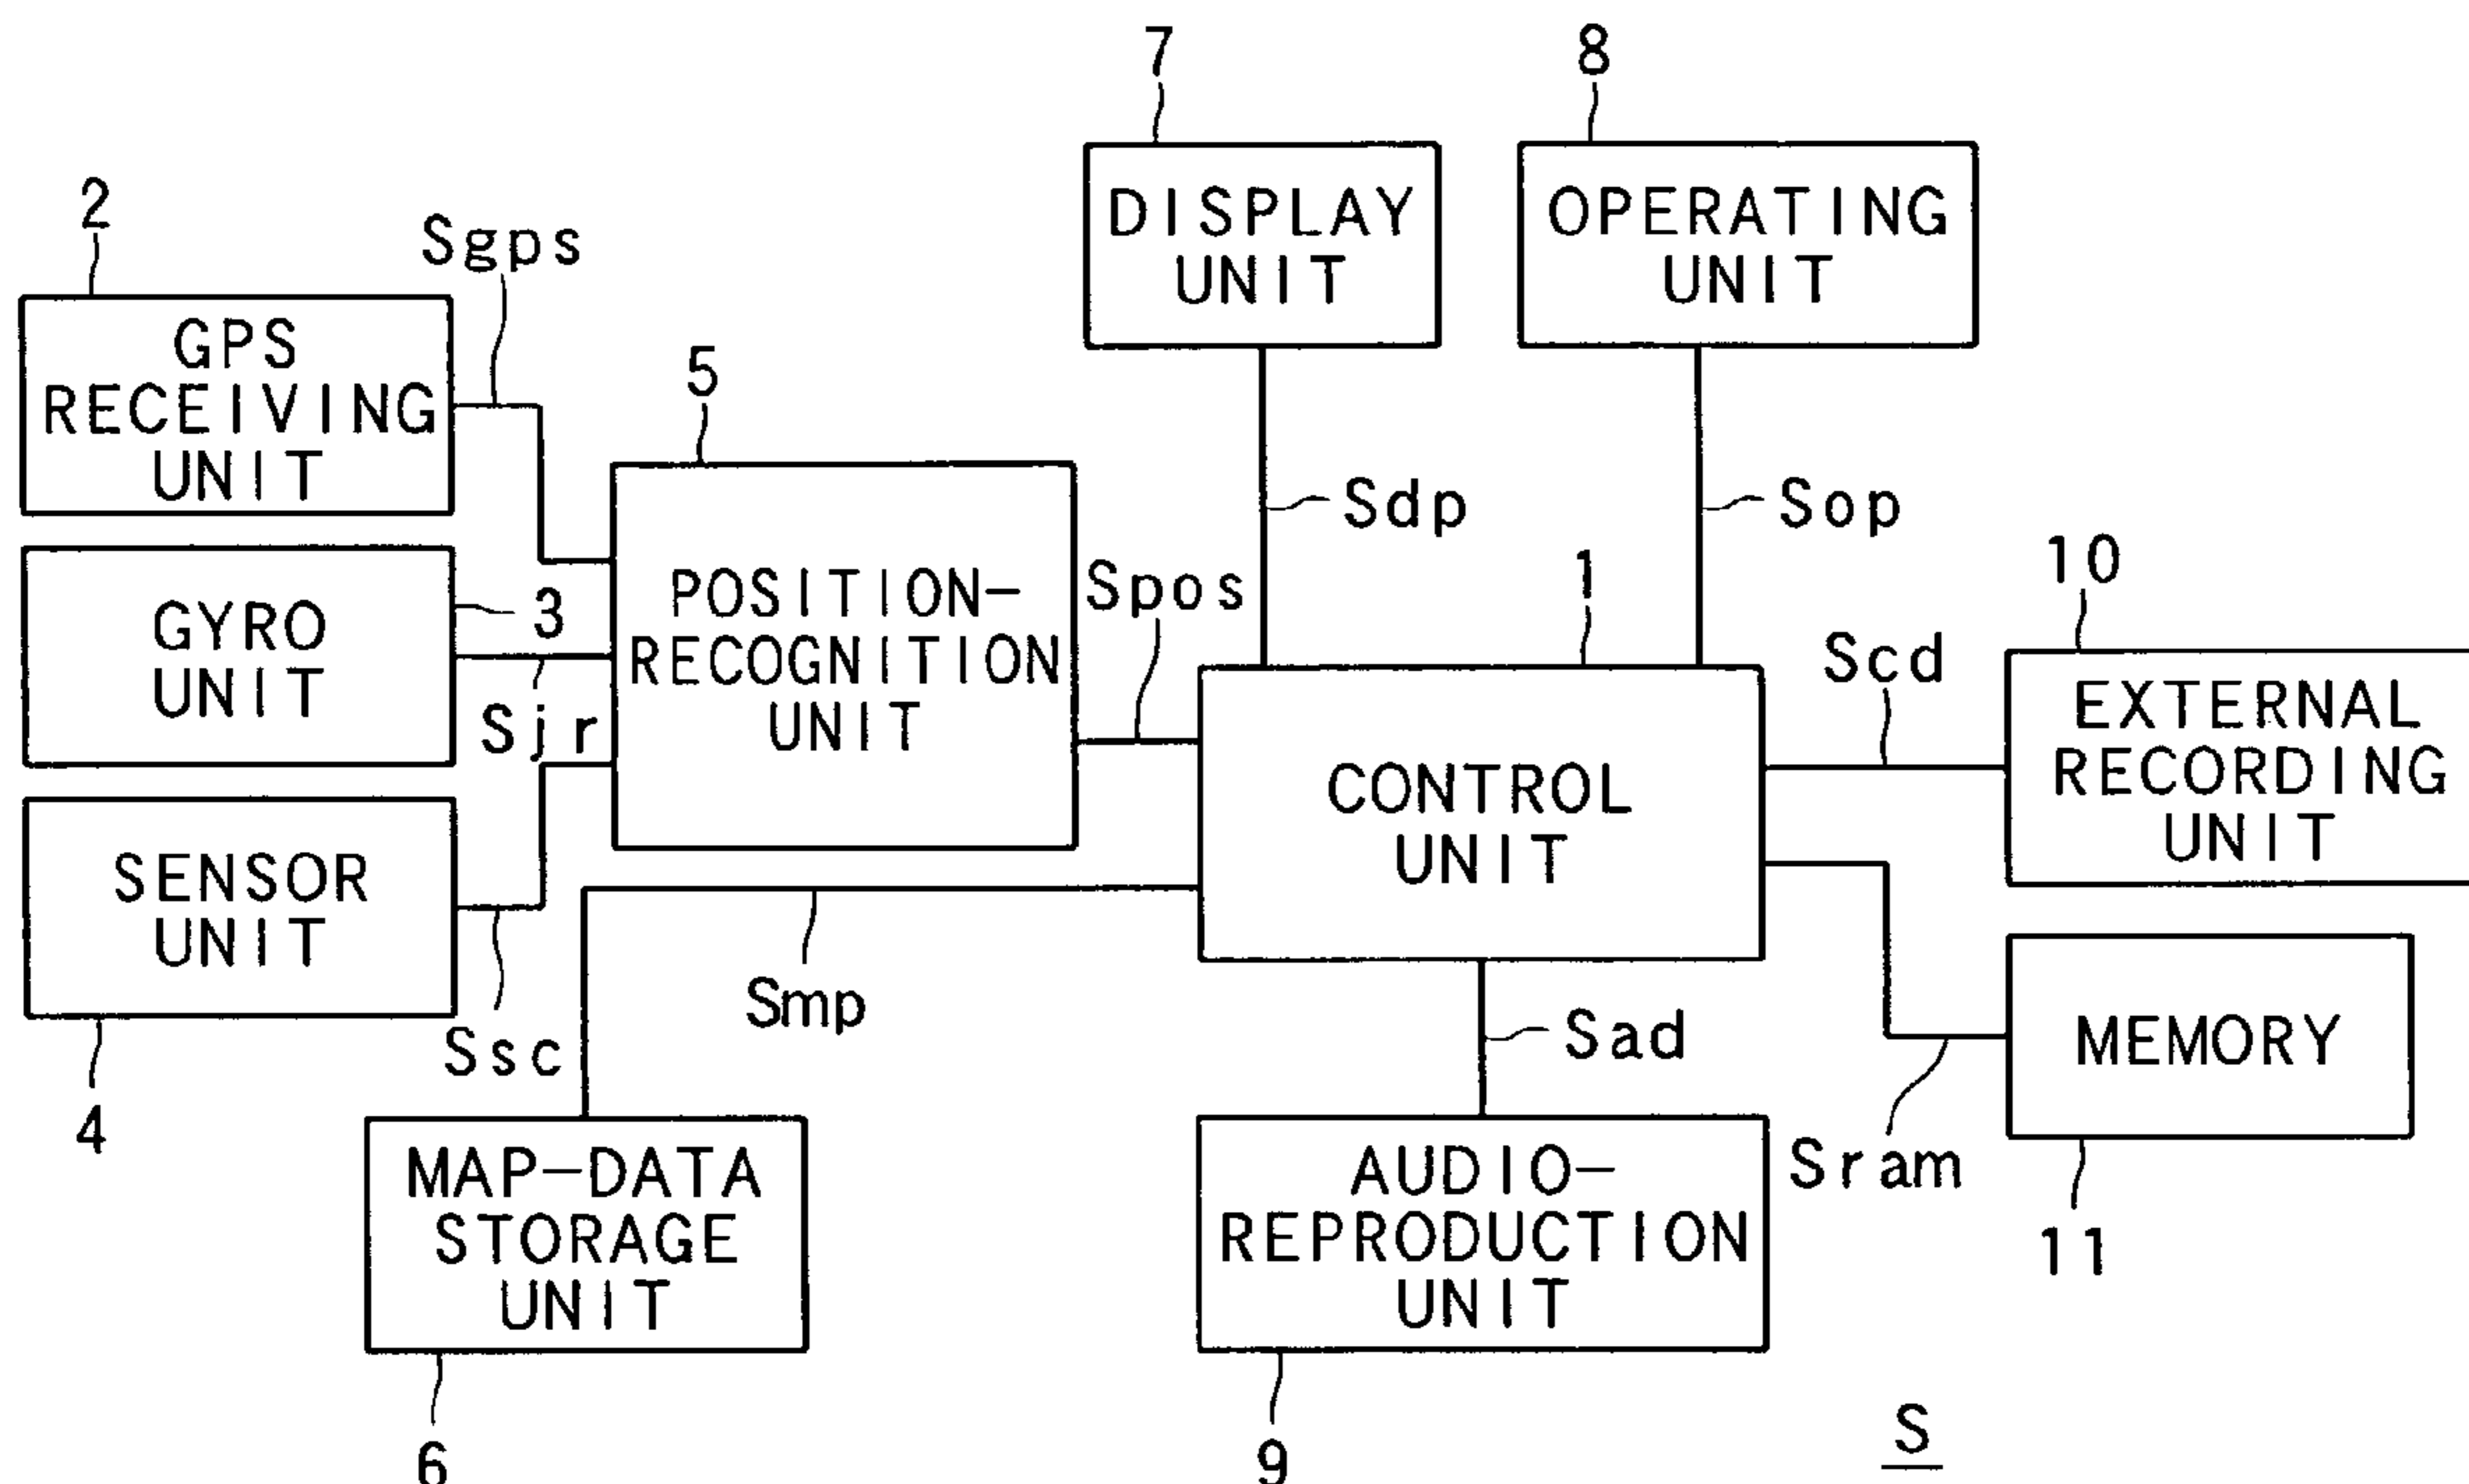 7
8
2
Sgps
DISPLAY
UNIT
OPERATING
UNIT
GPS
RECEIVING
UNIT
5
Sdp
Sop
10
GYRO
UNIT
3
Sjr
POSITION-
RECOGNITION
UNIT
Spos
1
Scd
EXTERNAL
RECORDING
UNIT
CONTROL
UNIT
SENSOR
UNIT
Smp
Sad
MEMORY
Ssc
4
Sram
11
MAP-DATA
STORAGE
UNIT
AUDIO-
REPRODUCTION
UNIT
6
9
S